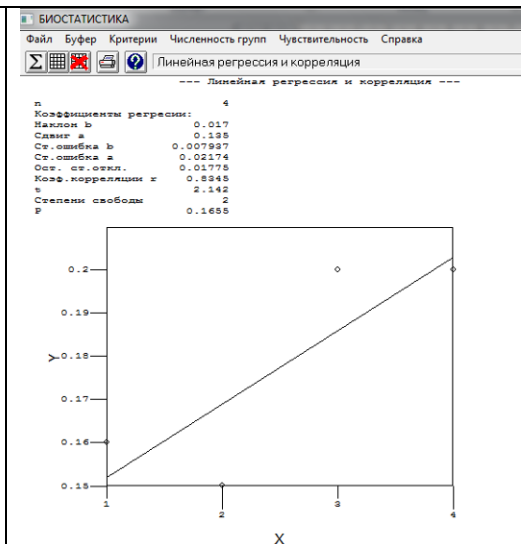 БИОСТАТИСТИКА
Файл Буфер Критерии Численность групп Чувствительность Справка
Линейная регрессия и корреляция
--- Линейная регрессия и корреляция ---
n 4
Коэффициенты регресии:
Наклон b 0.017
Сдвиг a 0.135
Ст.ошибка b 0.007937
Ст.ошибка a 0.02174
Ост. ст.откл. 0.01775
Коэф.корреляции r 0.8345
t 2.142
Степени свободы 2
P 0.1655
0.2
0.19
0.18
Y
0.17
0.16
0.15
1 2 3 4
X